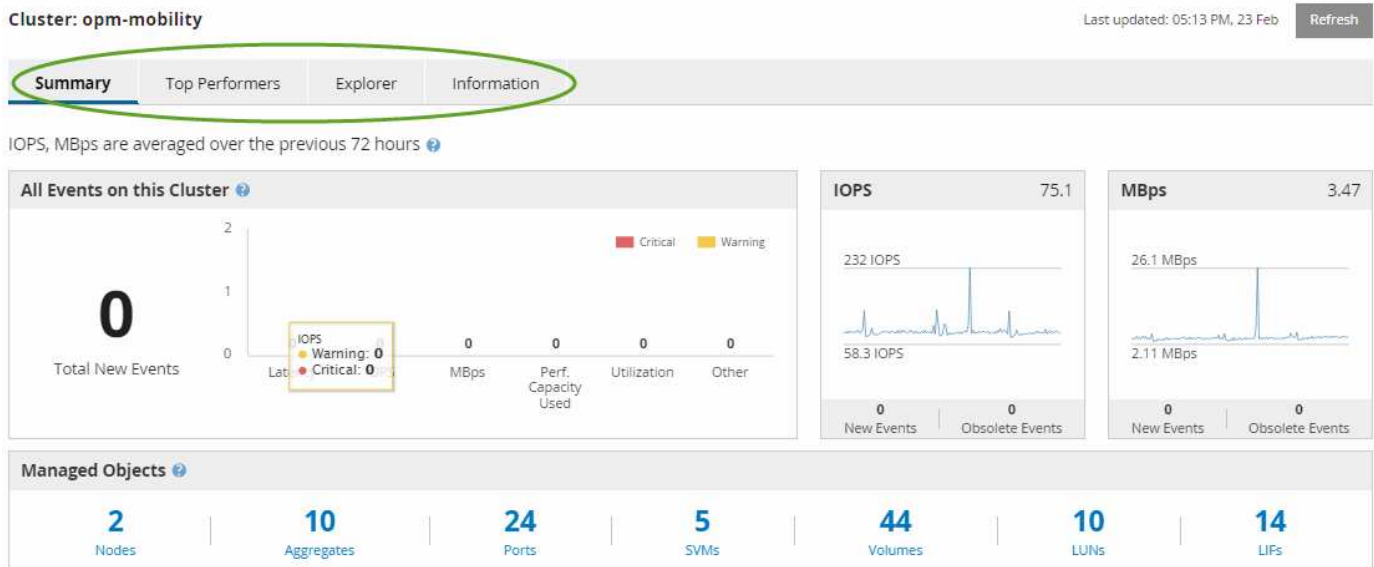 Cluster: opm-mobility
Last updated: 05:13 PM, 23 Feb Refresh
Summary Top Performers Explorer Information
IOPS, MBps are averaged over the previous 72 hours ?
All Events on this Cluster ?
0
Total New Events
2
1
0
Critical Warning
IOPS
Warning: 0
Critical: 0
0 0 0 0
MBps Perf. Capacity Used Utilization Other
IOPS 75.1
232 IOPS
58.3 IOPS
0 0
New Events Obsolete Events
MBps 3.47
26.1 MBps
2.11 MBps
0 0
New Events Obsolete Events
Managed Objects ?
2 10 24 5 44 10 14
Nodes Aggregates Ports SVMs Volumes LUNs LIFs